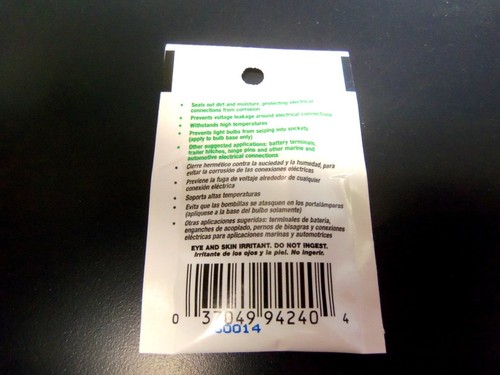 • Seals out dirt and moisture, protecting electrical
connections from corrosion
• Prevents voltage leakage around electrical connections
• Withstands high temperatures
• Prevents light bulbs from seizing into sockets
(apply to bulb base only)
• Other suggested applications: battery terminals,
trailer hitches, hinge pins and other marine and
automotive electrical connections
• Cierre hermético contra la suciedad y la humedad, para
evitar la corrosión de las conexiones eléctricas
• Previene la fuga de voltaje alrededor de cualquier
conexión eléctrica
• Soporta altas temperaturas
• Evita que las bombillas se atasquen en los portalámparas
(aplíquese a la base del bulbo solamente)
• Otras aplicaciones sugeridas: terminales de batería,
enganches de acoplado, pernos de bisagras y conexiones
eléctricas para aplicaciones marinas y automotrices
EYE AND SKIN IRRITANT. DO NOT INGEST.
Irritante de los ojos y la piel. No ingerir.
0 37049 94240 4
60014